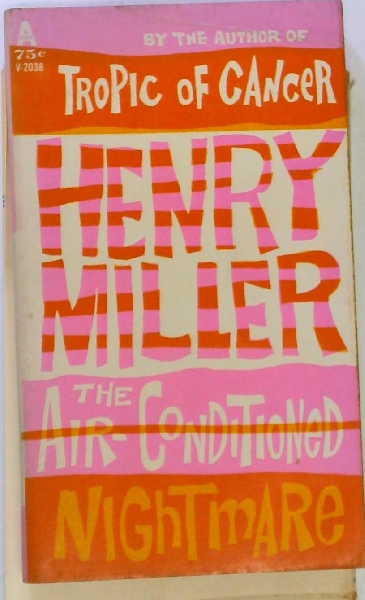 A
BY THE AUTHOR OF
75¢
V-2038
TROPIC OF CANCER
HENRY
MILLER
THE
AIR-CONDITIONED
NIGHTMARE